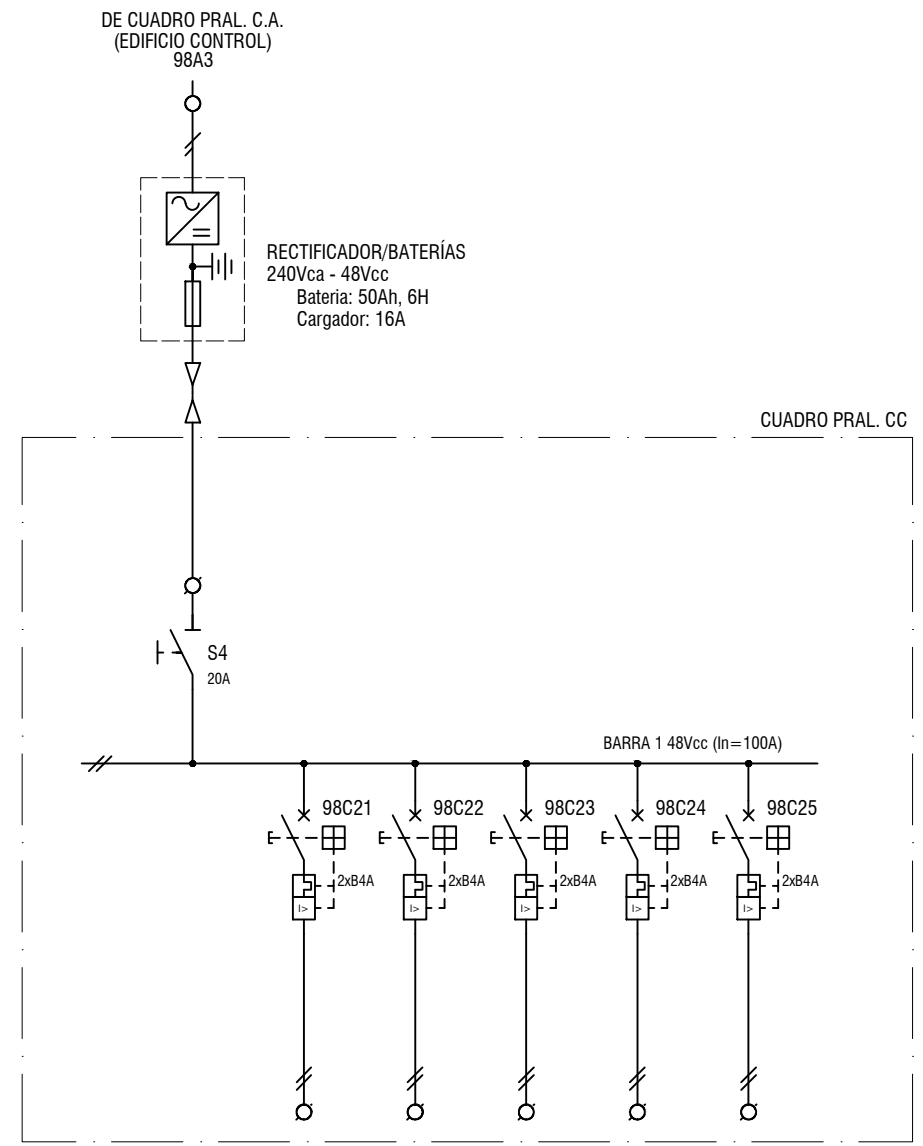 DE CUADRO PRAL. C.A.
(EDIFICIO CONTROL)
98A3
RECTIFICADOR/BATERÍAS
240Vca - 48Vcc
Bateria: 50Ah, 6H
Cargador: 16A
CUADRO PRAL. CC
S4
20A
BARRA 1 48Vcc (In=100A)
98C21 98C22 98C23 98C24 98C25
2xB4A 2xB4A 2xB4A 2xB4A 2xB4A
I> I> I> I> I>